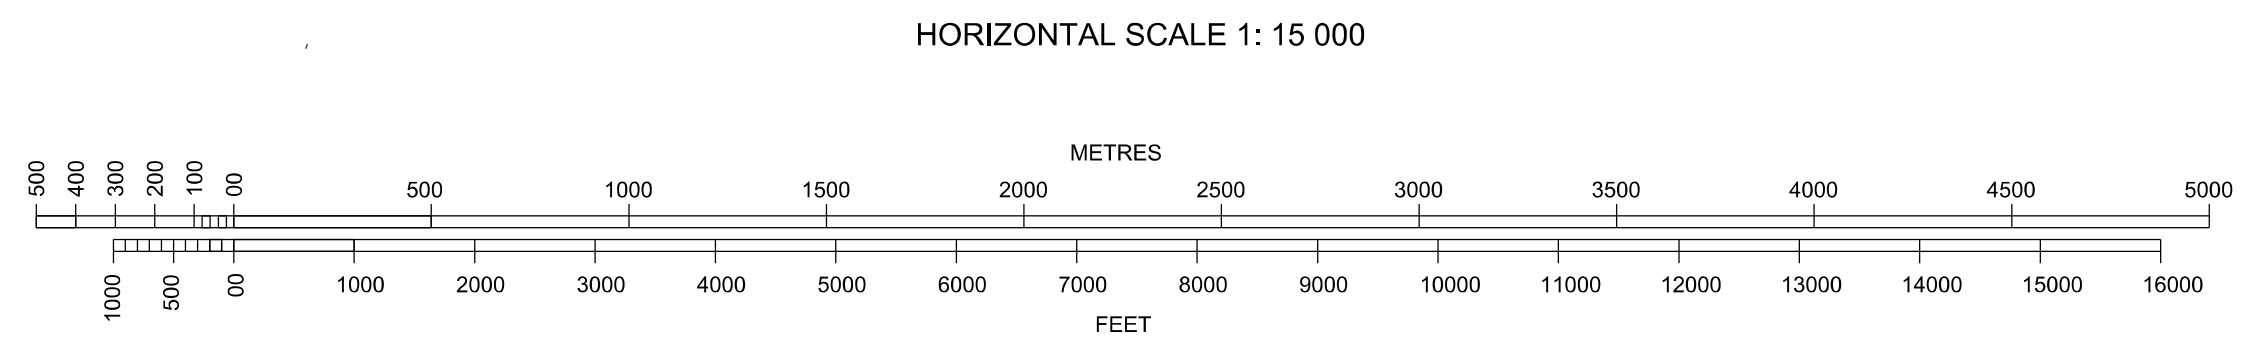 HORIZONTAL SCALE 1: 15 000
METRES
500 400 300 200 100 00 500 1000 1500 2000 2500 3000 3500 4000 4500 5000
1000 500 00 1000 2000 3000 4000 5000 6000 7000 8000 9000 10000 11000 12000 13000 14000 15000 16000
FEET